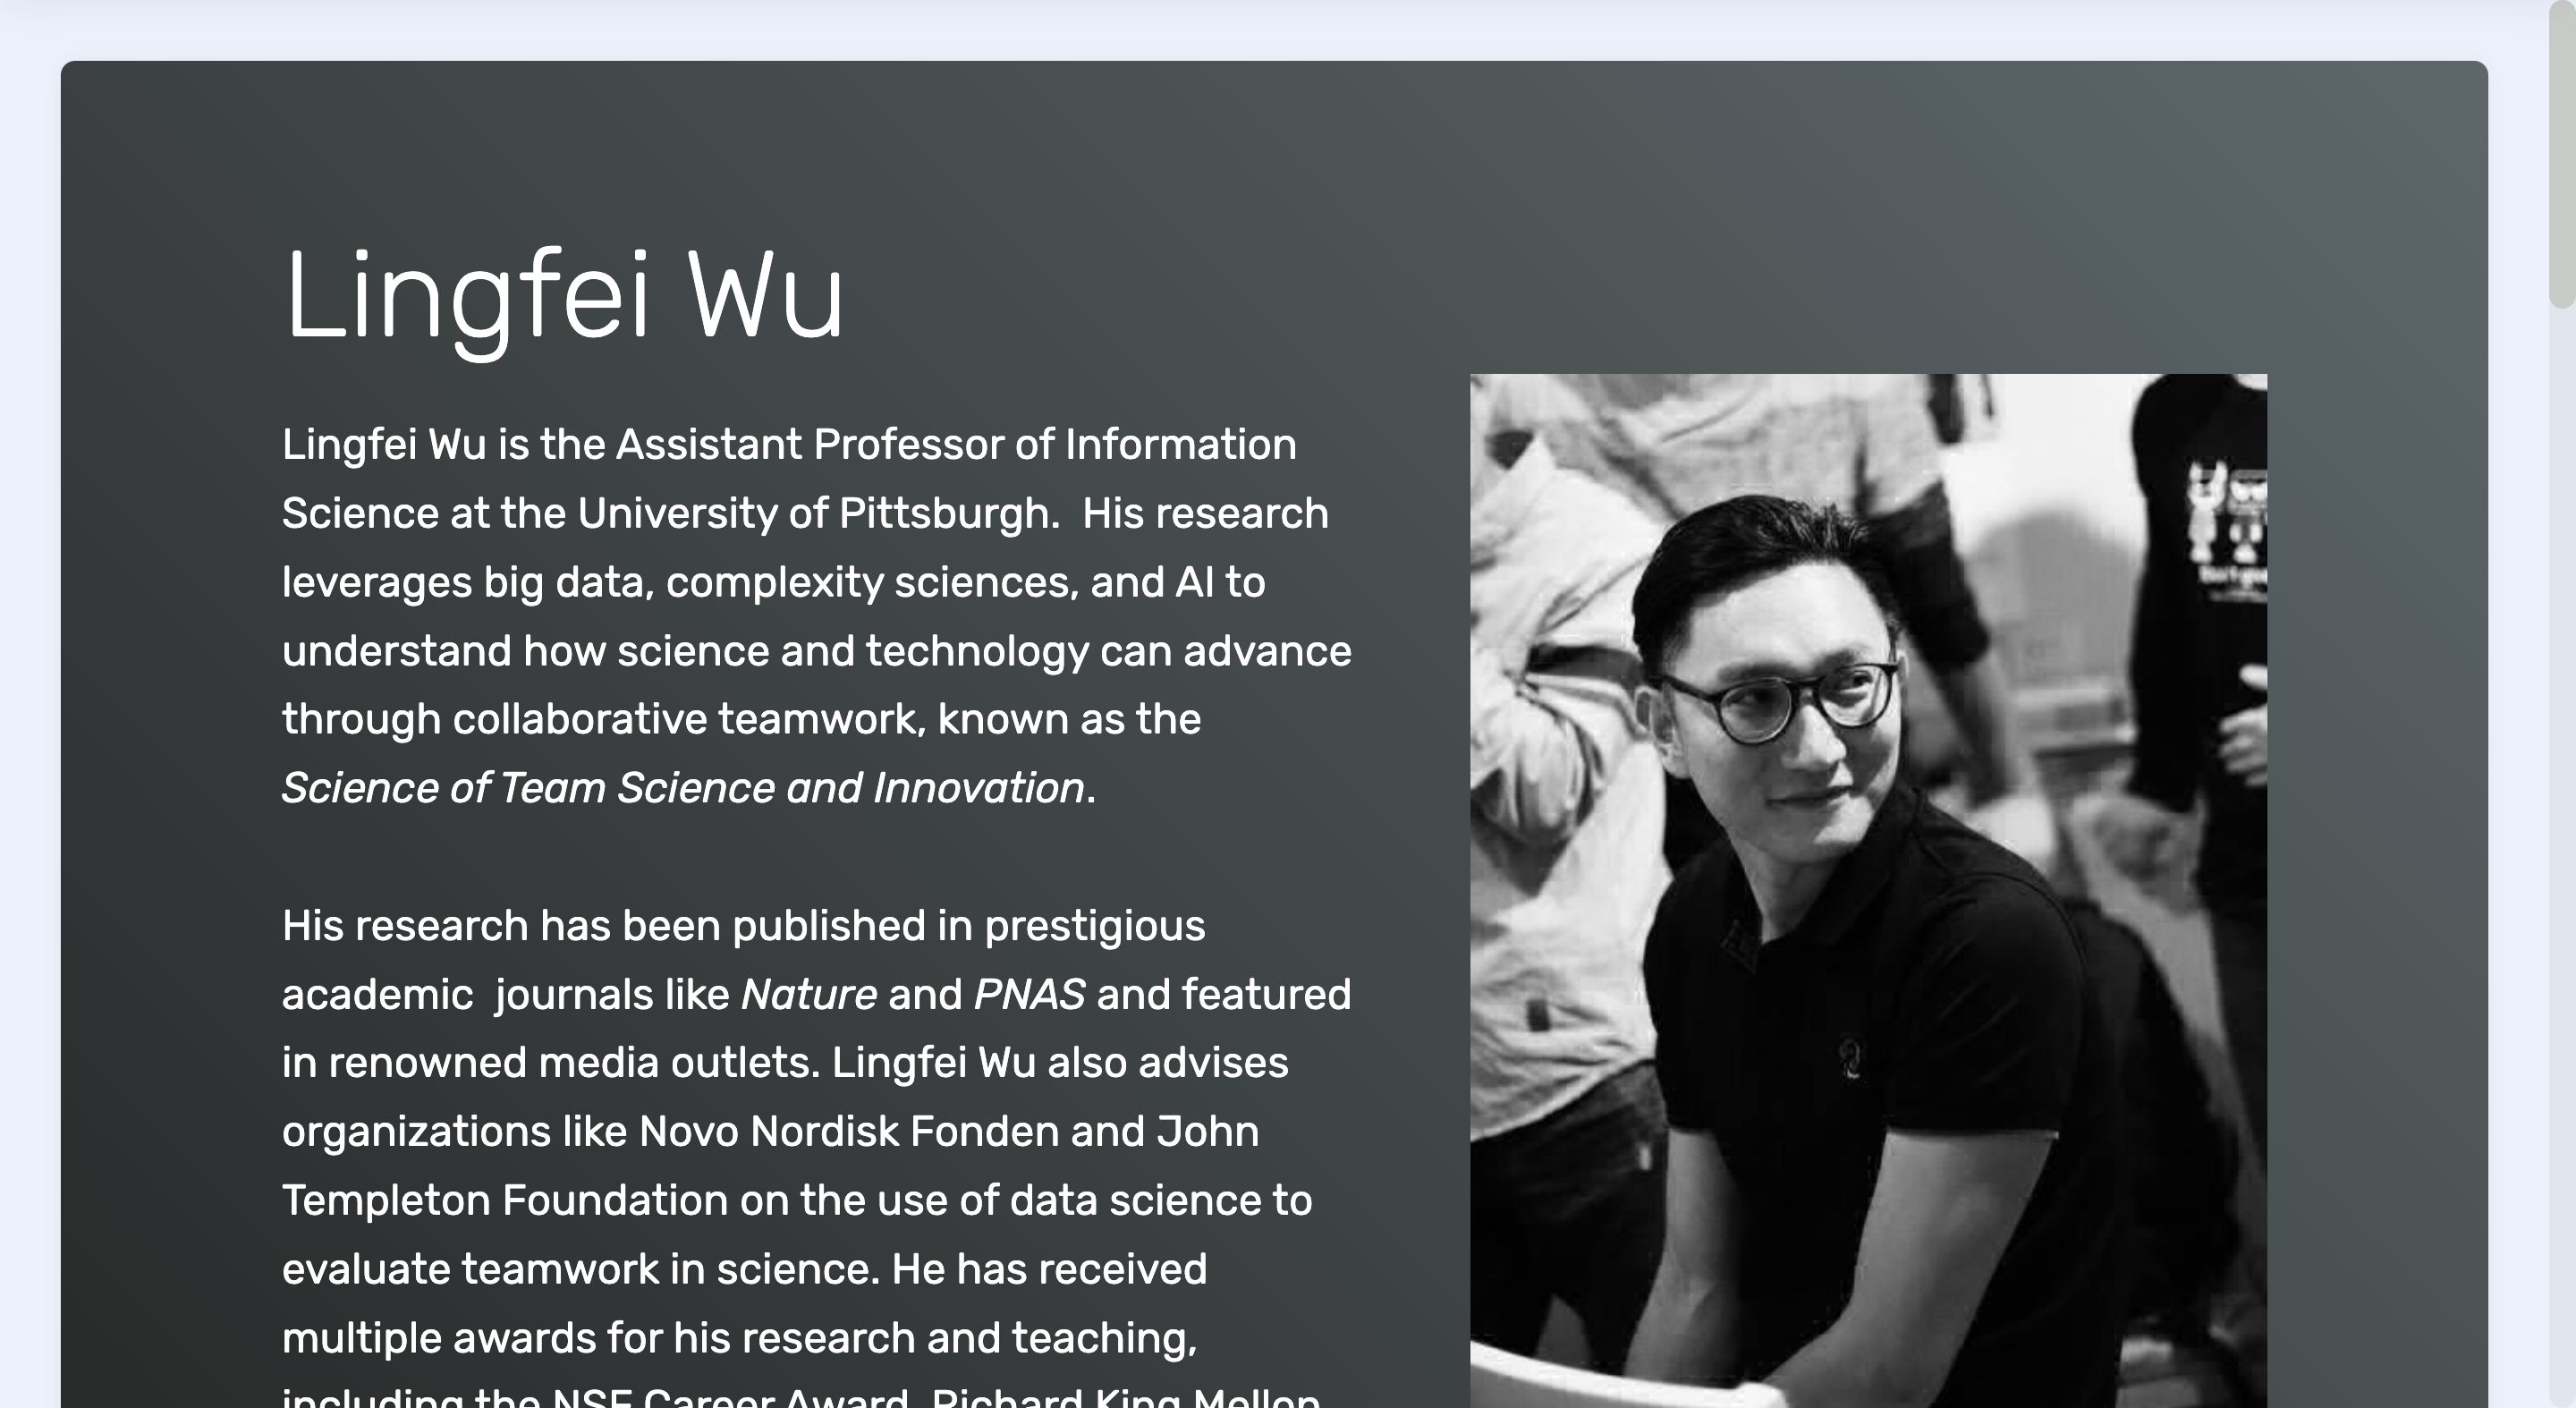 Lingfei Wu
Lingfei Wu is the Assistant Professor of Information
Science at the University of Pittsburgh.  His research
leverages big data, complexity sciences, and AI to
understand how science and technology can advance
through collaborative teamwork, known as the
Science of Team Science and Innovation.
His research has been published in prestigious
academic  journals like Nature and PNAS and featured
in renowned media outlets. Lingfei Wu also advises
organizations like Novo Nordisk Fonden and John
Templeton Foundation on the use of data science to
evaluate teamwork in science. He has received
multiple awards for his research and teaching,
including the NSF Career Award, Richard King Mellon